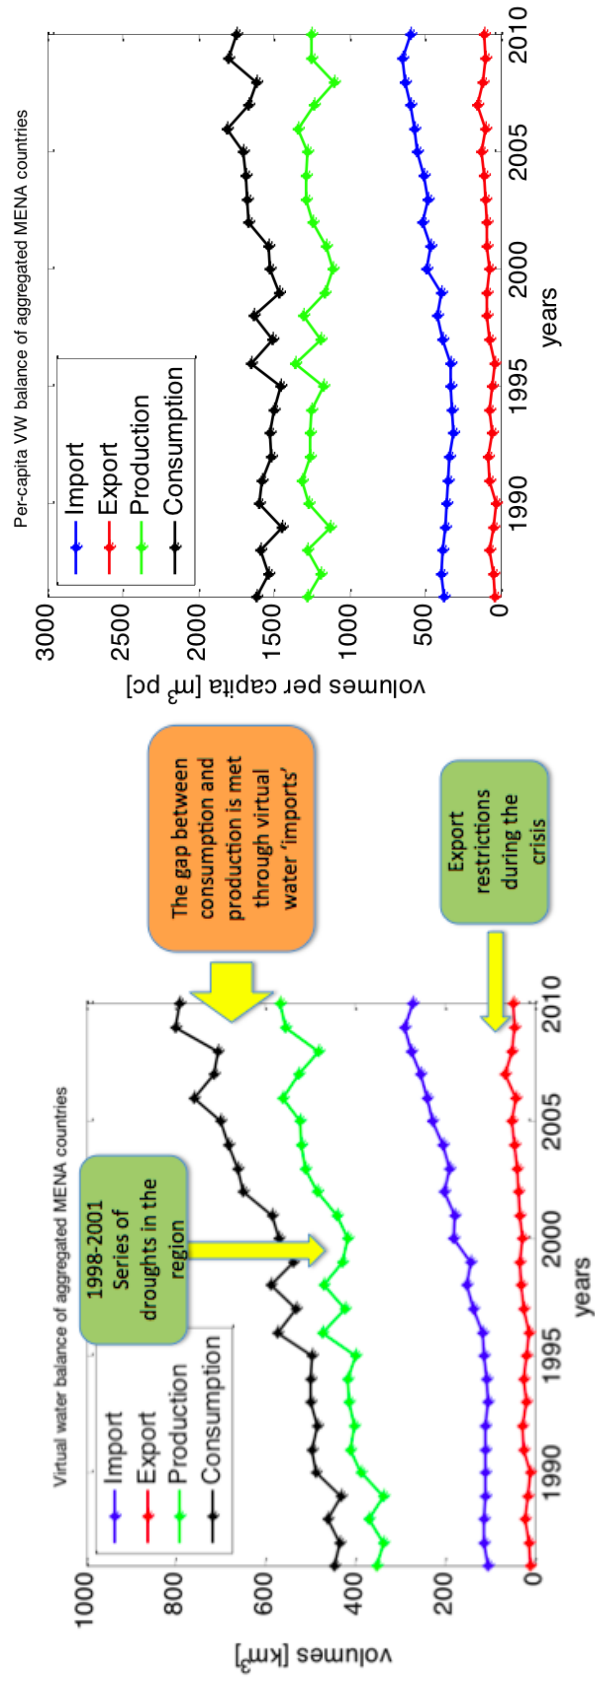 Virtual water balance of aggregated MENA countries
1000
800
600
400
200
0
volumes [km³]
Import
Export
Production
Consumption
1998-2001
Series of
droughts in the
region
1990
1995
2000
2005
2010
years
The gap between
consumption and
production is met
through virtual
water ‘imports’
Export
restrictions
during the
crisis
Per-capita VW balance of aggregated MENA countries
3000
2500
2000
1500
1000
500
0
volumes per capita [m³ pc]
Import
Export
Production
Consumption
1990
1995
2000
2005
2010
years